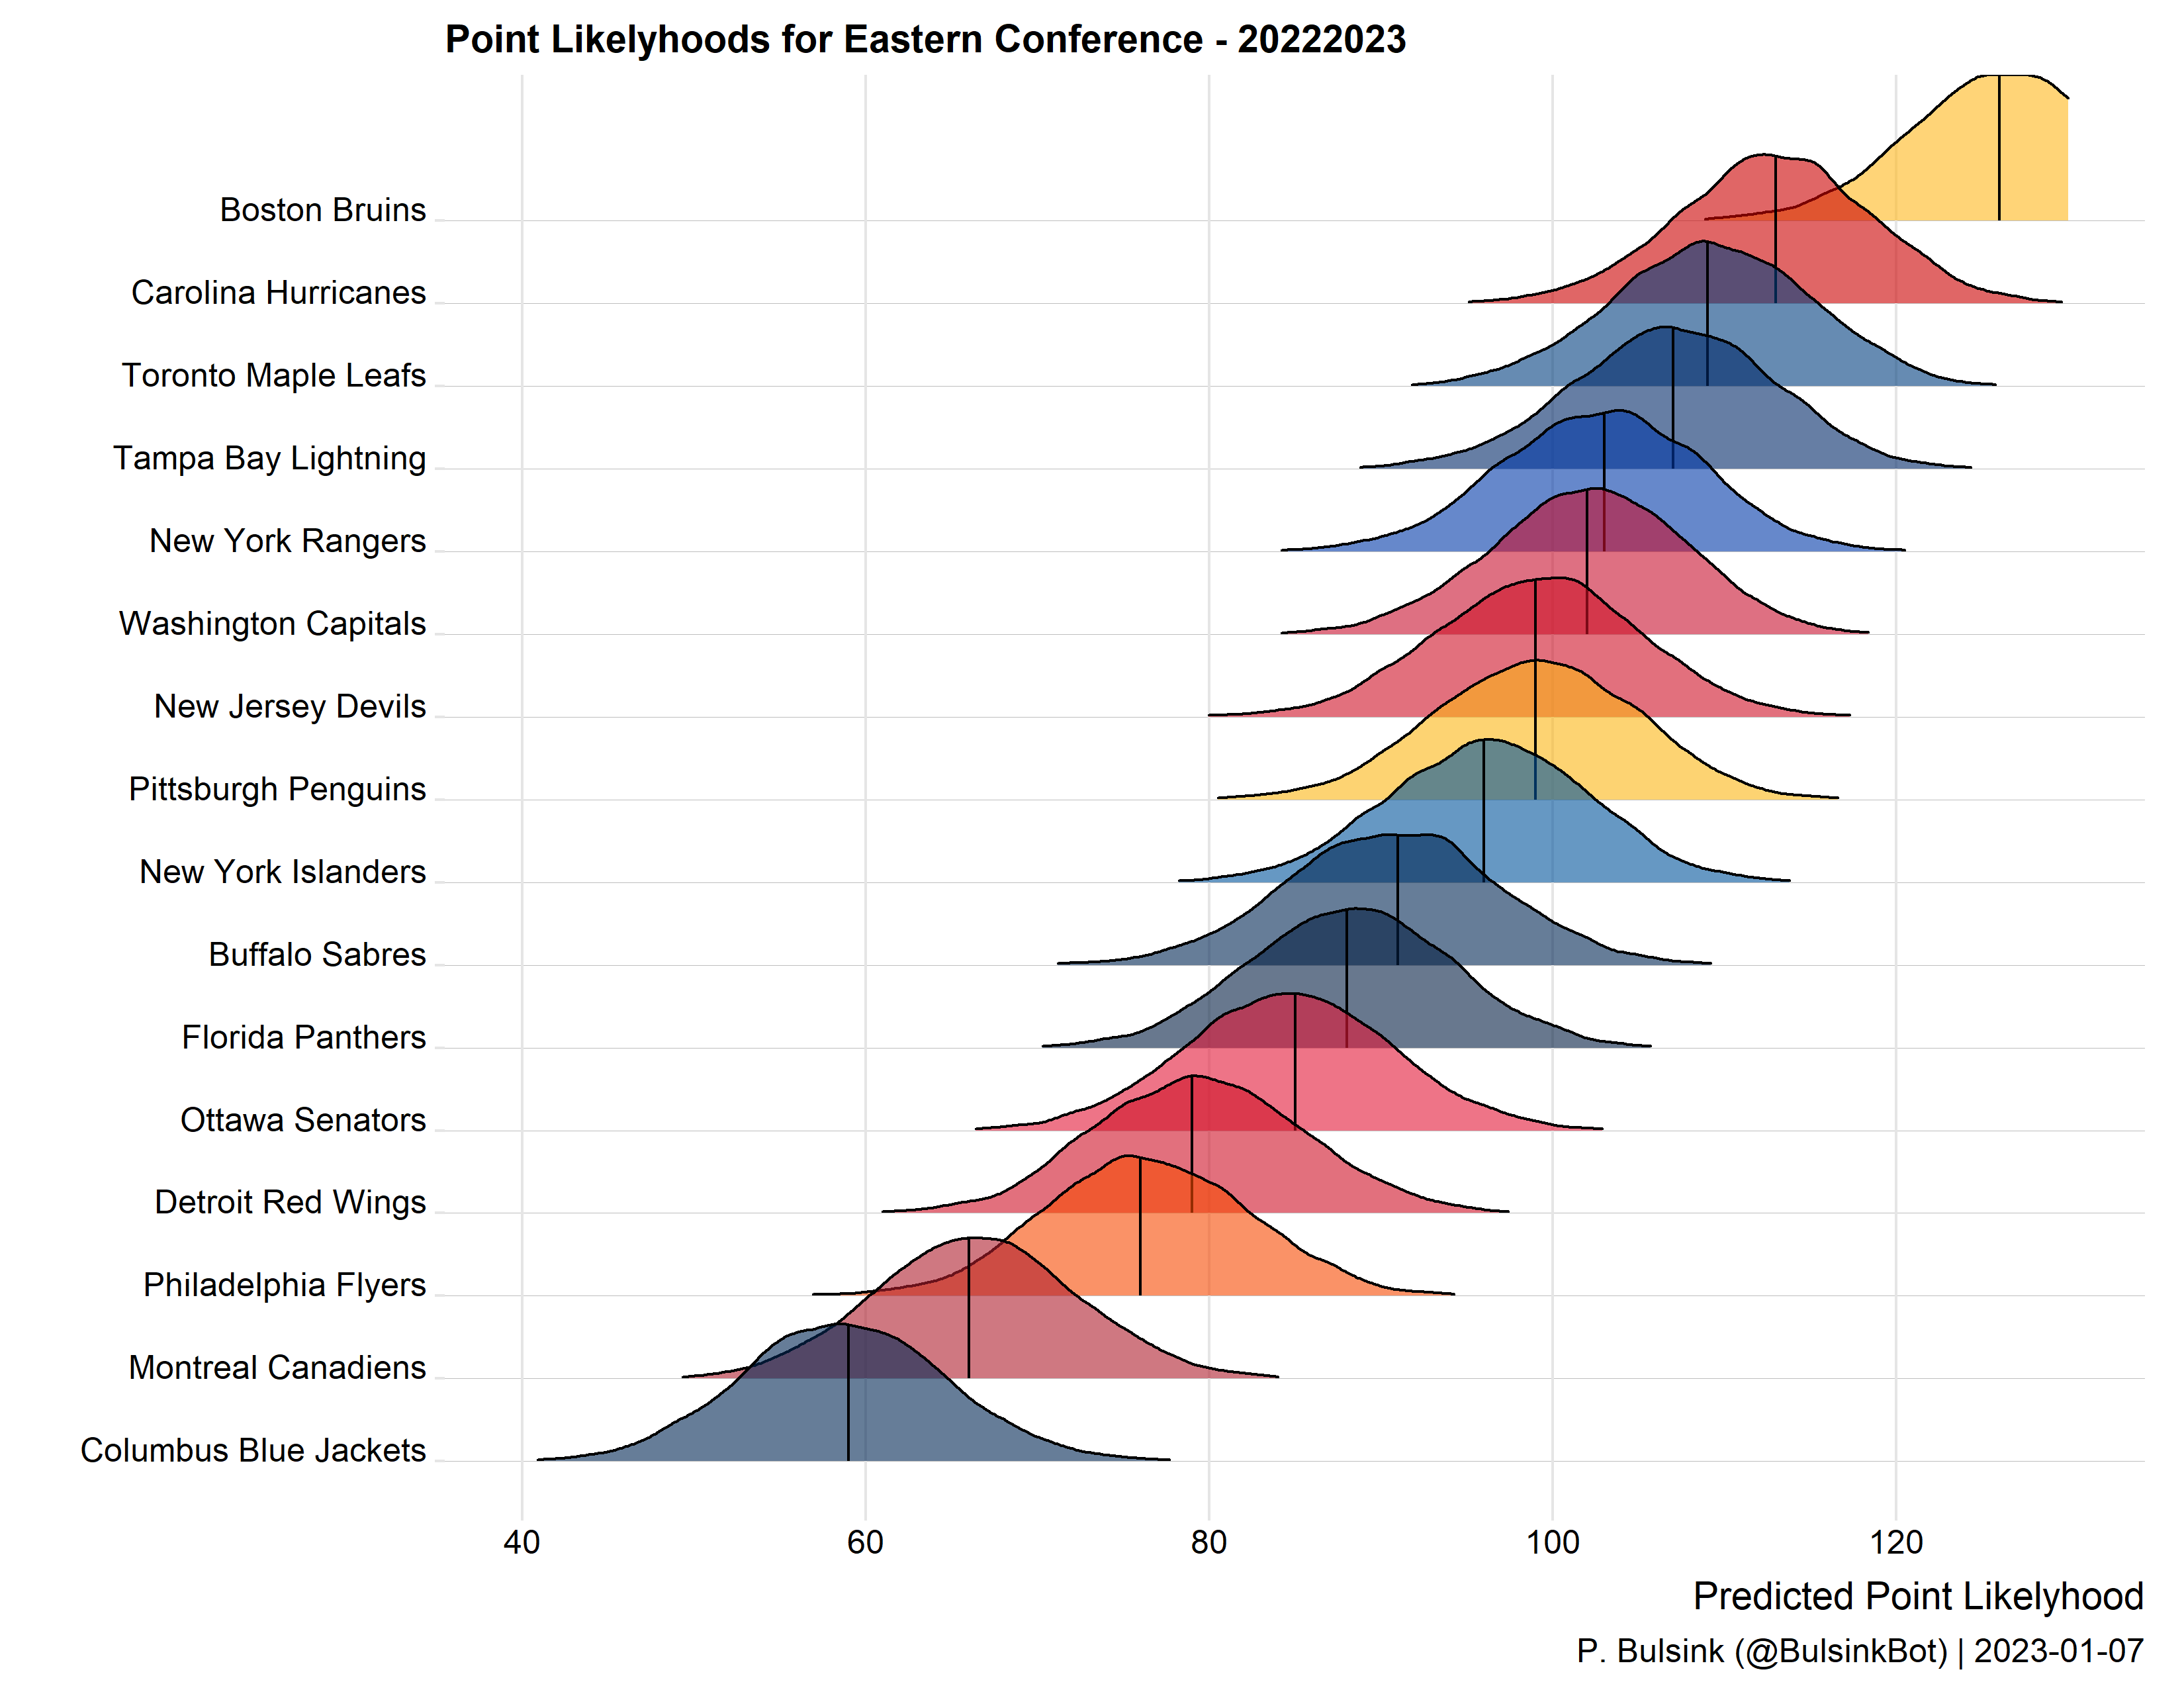 Point Likelyhoods for Eastern Conference - 20222023
Boston Bruins
Carolina Hurricanes
Toronto Maple Leafs
Tampa Bay Lightning
New York Rangers
Washington Capitals
New Jersey Devils
Pittsburgh Penguins
New York Islanders
Buffalo Sabres
Florida Panthers
Ottawa Senators
Detroit Red Wings
Philadelphia Flyers
Montreal Canadiens
Columbus Blue Jackets
40 60 80 100 120
Predicted Point Likelyhood
P. Bulsink (@BulsinkBot) | 2023-01-07